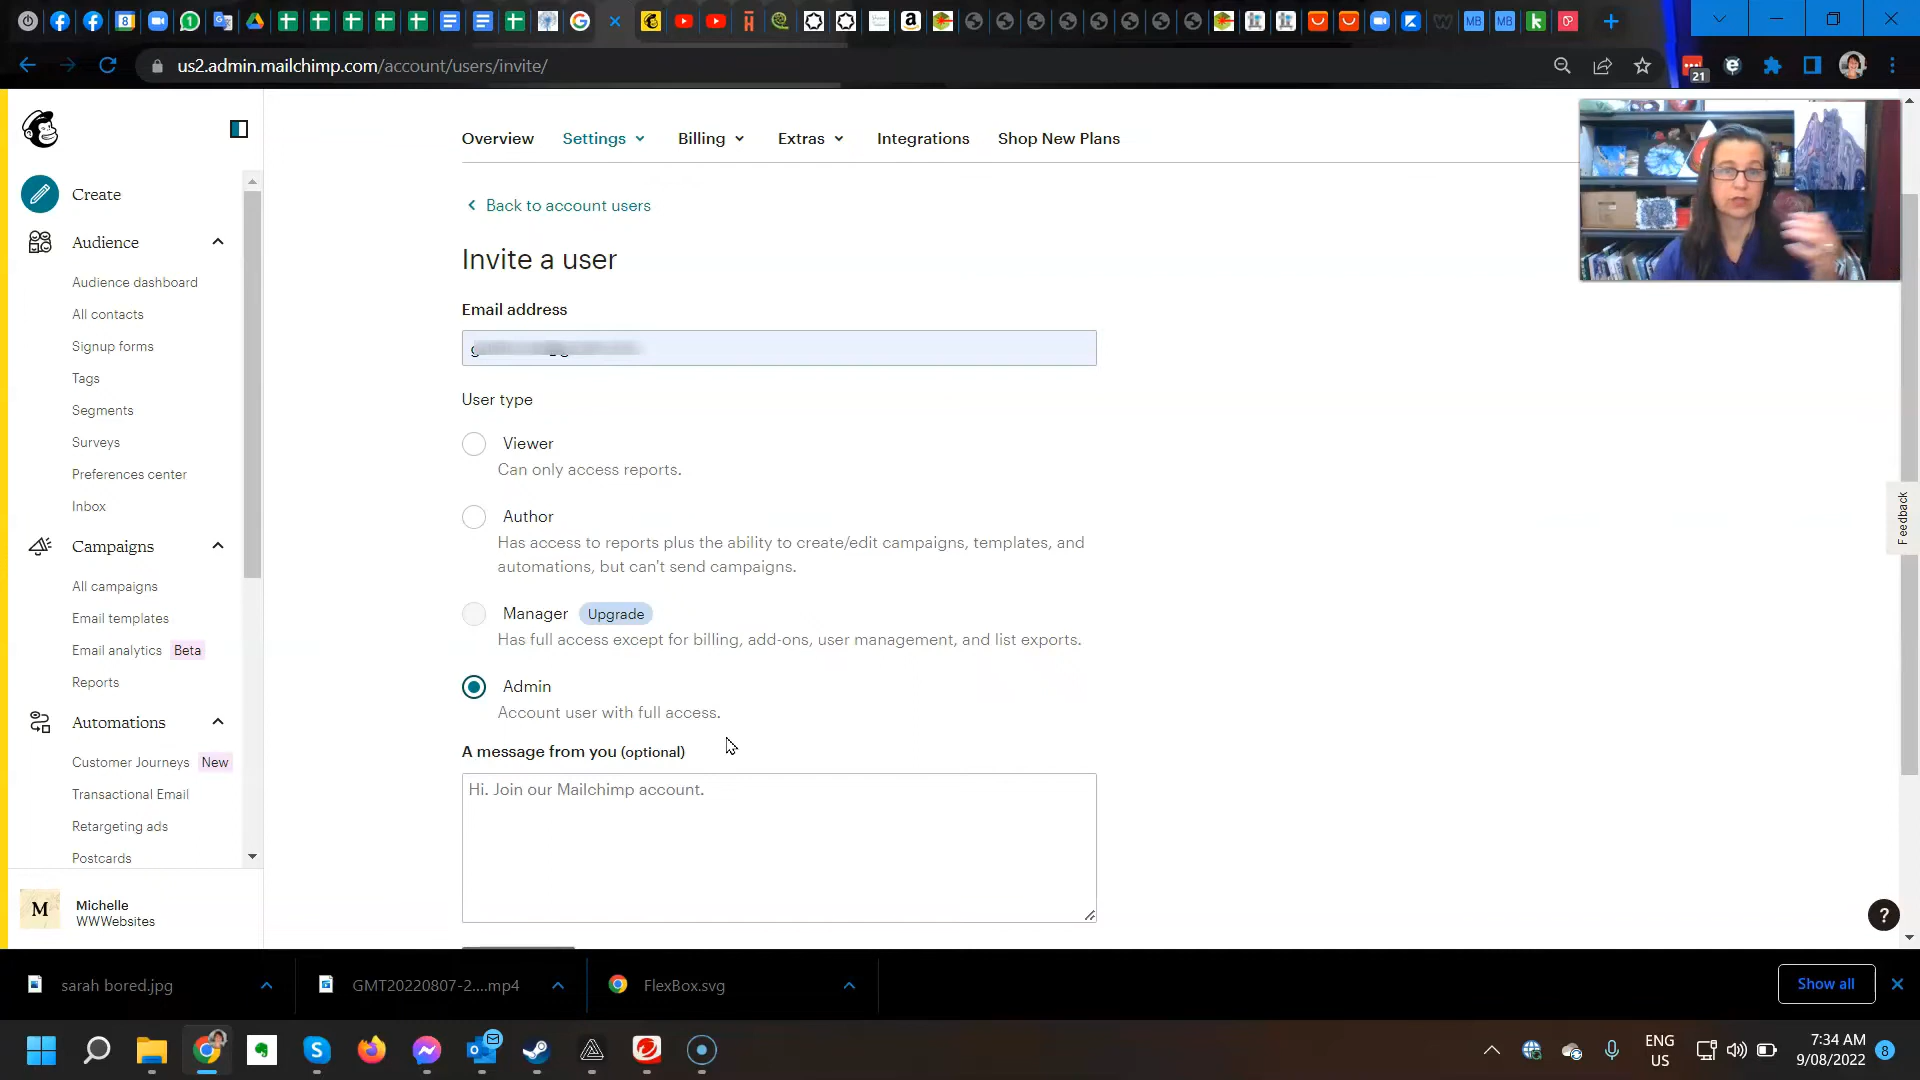 us2.admin.mailchimp.com/account/users/invite/
21
Overview
Settings
Billing
Extras
Integrations
Shop New Plans
Create
Audience
Audience dashboard
All contacts
Signup forms
Tags
Segments
Surveys
Preferences center
Inbox
Campaigns
All campaigns
Email templates
Email analytics Beta
Reports
Automations
Customer Journeys New
Transactional Email
Retargeting ads
Postcards
M
Michelle
WWWebsites
Back to account users
Invite a user
Email address
User type
Viewer
Can only access reports.
Author
Has access to reports plus the ability to create/edit campaigns, templates, and
automations, but can't send campaigns.
Manager Upgrade
Has full access except for billing, add-ons, user management, and list exports.
Admin
Account user with full access.
A message from you (optional)
Hi. Join our Mailchimp account.
Feedback
?
sarah bored.jpg
GMT20220807-2....mp4
FlexBox.svg
Show all
ENG
US
7:34 AM
9/08/2022
8